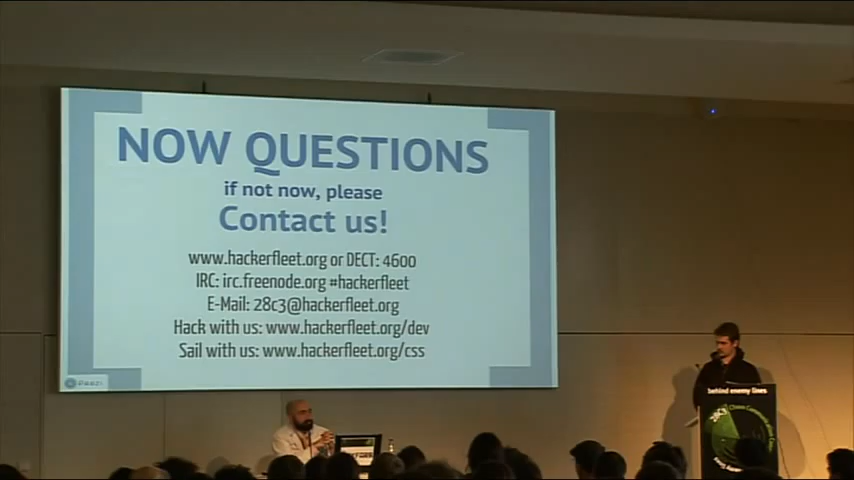 NOW QUESTIONS
if not now, please
Contact us!
www.hackerfleet.org or DECT: 4600
IRC: irc.freenode.org #hackerfleet
E-Mail: 28c3@hackerfleet.org
Hack with us: www.hackerfleet.org/dev
Sail with us: www.hackerfleet.org/css
behind enemy lines